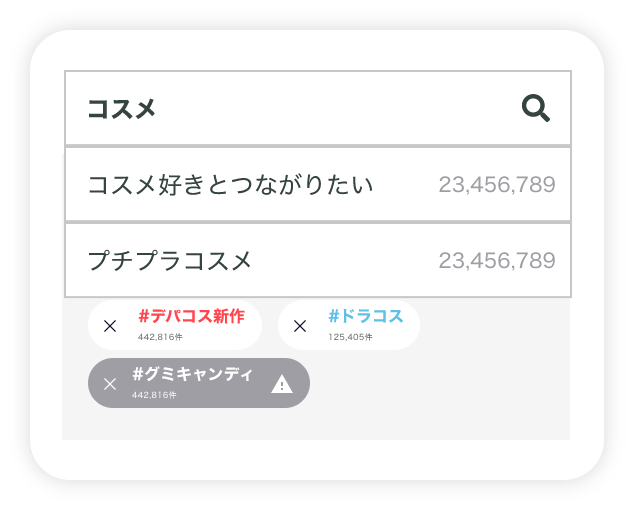 コスメ
コスメ好きとつながりたい 23,456,789
プチプラコスメ 23,456,789
#デパコス新作 #ドラコス
442,816件 125,405件
#グミキャンディ
442,816件